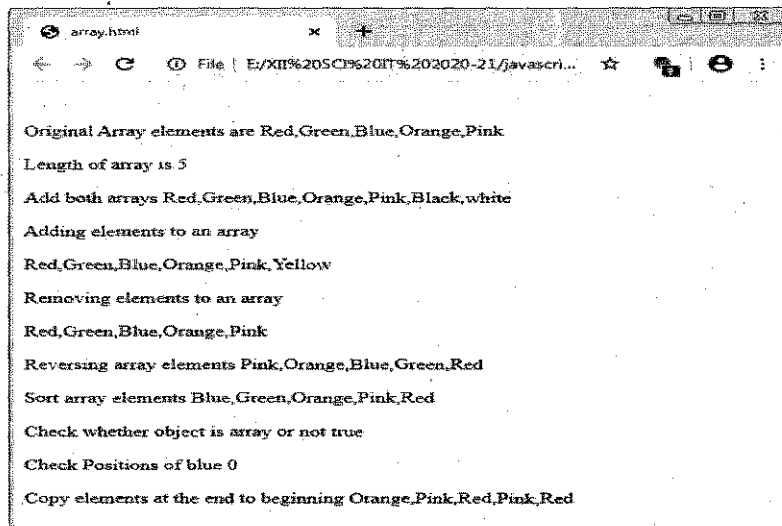 array.html
File | E:/XII%20SCI%20IT%202020-21/javascri...
Original Array elements are Red,Green,Blue,Orange,Pink
Length of array is 5
Add both arrays Red,Green,Blue,Orange,Pink,Black,white
Adding elements to an array
Red,Green,Blue,Orange,Pink,Yellow
Removing elements to an array
Red,Green,Blue,Orange,Pink
Reversing array elements Pink,Orange,Blue,Green,Red
Sort array elements Blue,Green,Orange,Pink,Red
Check whether object is array or not true
Check Positions of blue 0
Copy elements at the end to beginning Orange,Pink,Red,Pink,Red